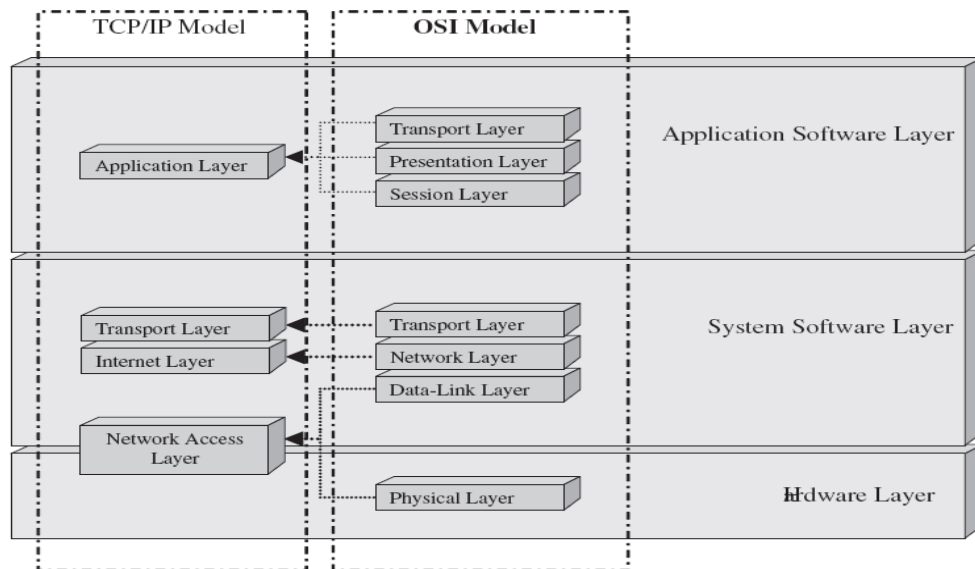 TCP/IP Model
OSI Model
Transport Layer
Application Software Layer
Application Layer
Presentation Layer
Session Layer
Transport Layer
Transport Layer
System Software Layer
Internet Layer
Network Layer
Data-Link Layer
Network Access
Layer
Physical Layer
Hardware Layer